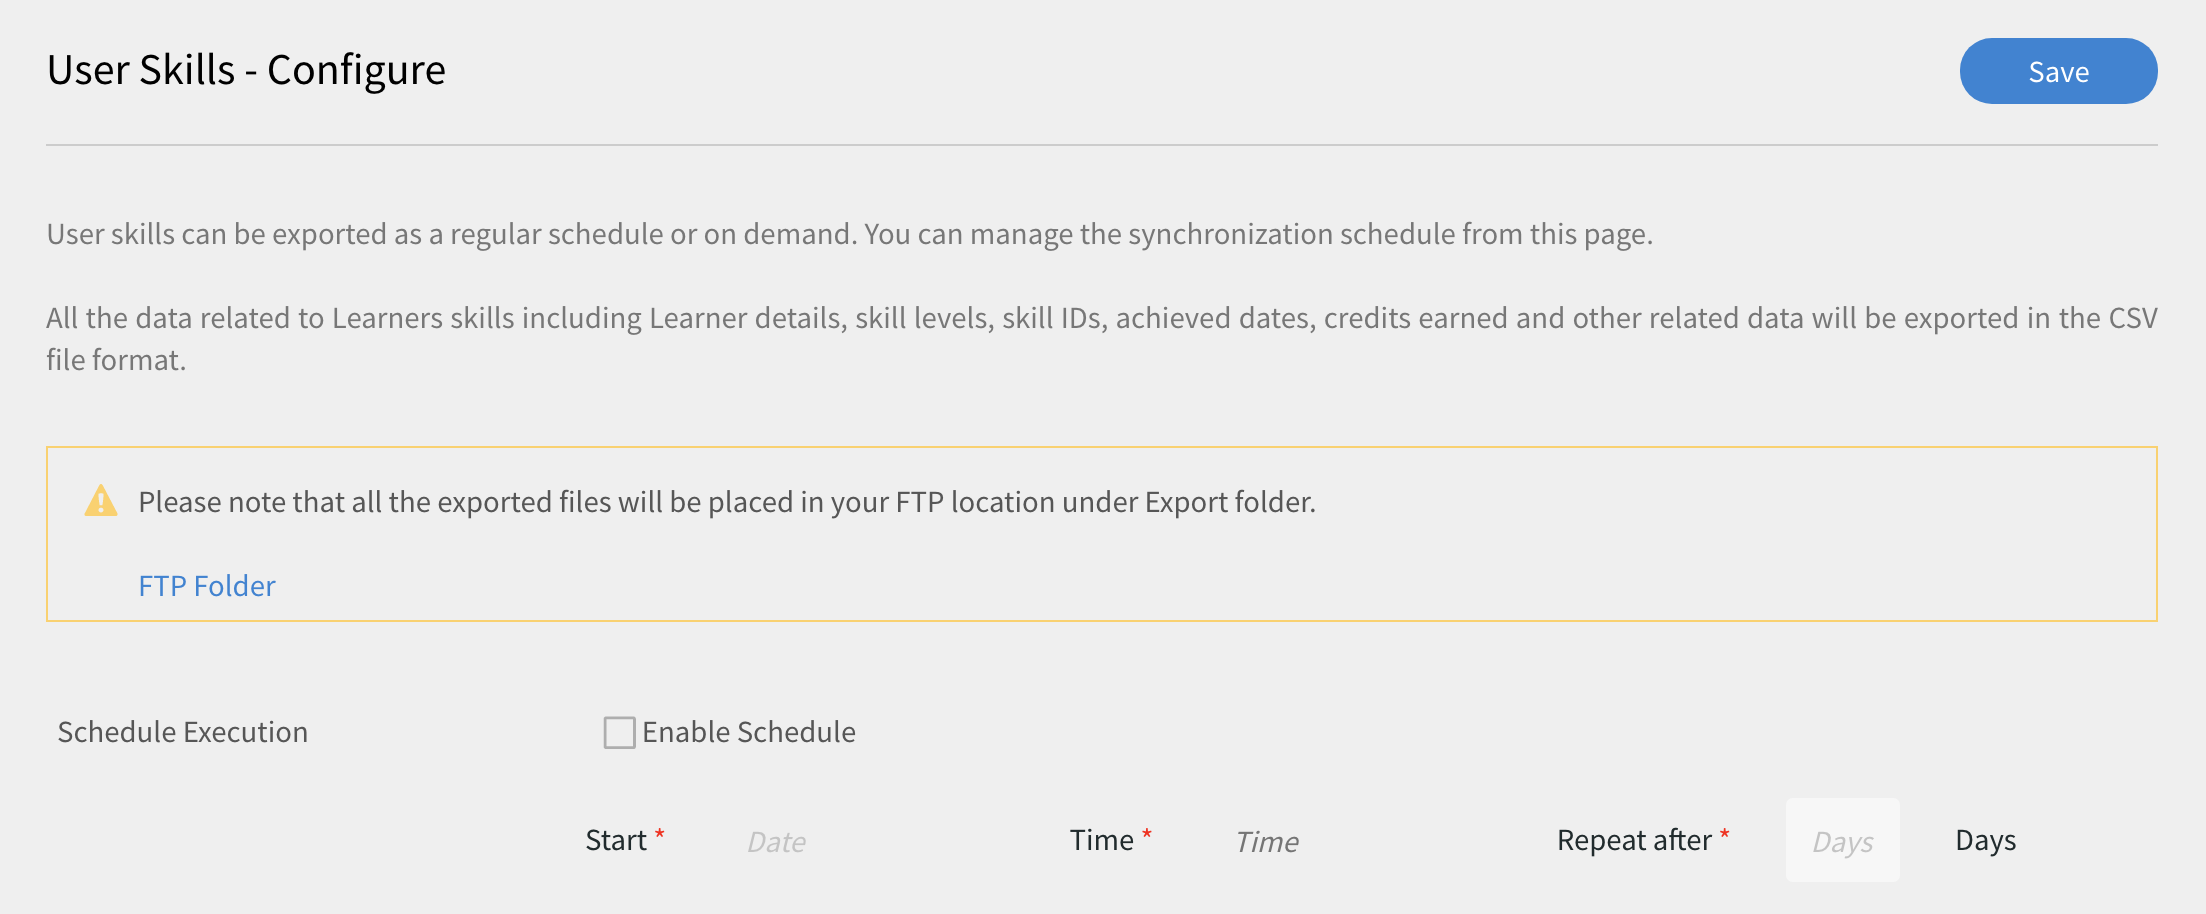 User Skills - Configure
Save
User skills can be exported as a regular schedule or on demand. You can manage the synchronization schedule from this page.
All the data related to Learners skills including Learner details, skill levels, skill IDs, achieved dates, credits earned and other related data will be exported in the CSV
file format.
Please note that all the exported files will be placed in your FTP location under Export folder.
FTP Folder
Schedule Execution Enable Schedule
Start * Date Time * Time Repeat after * Days Days